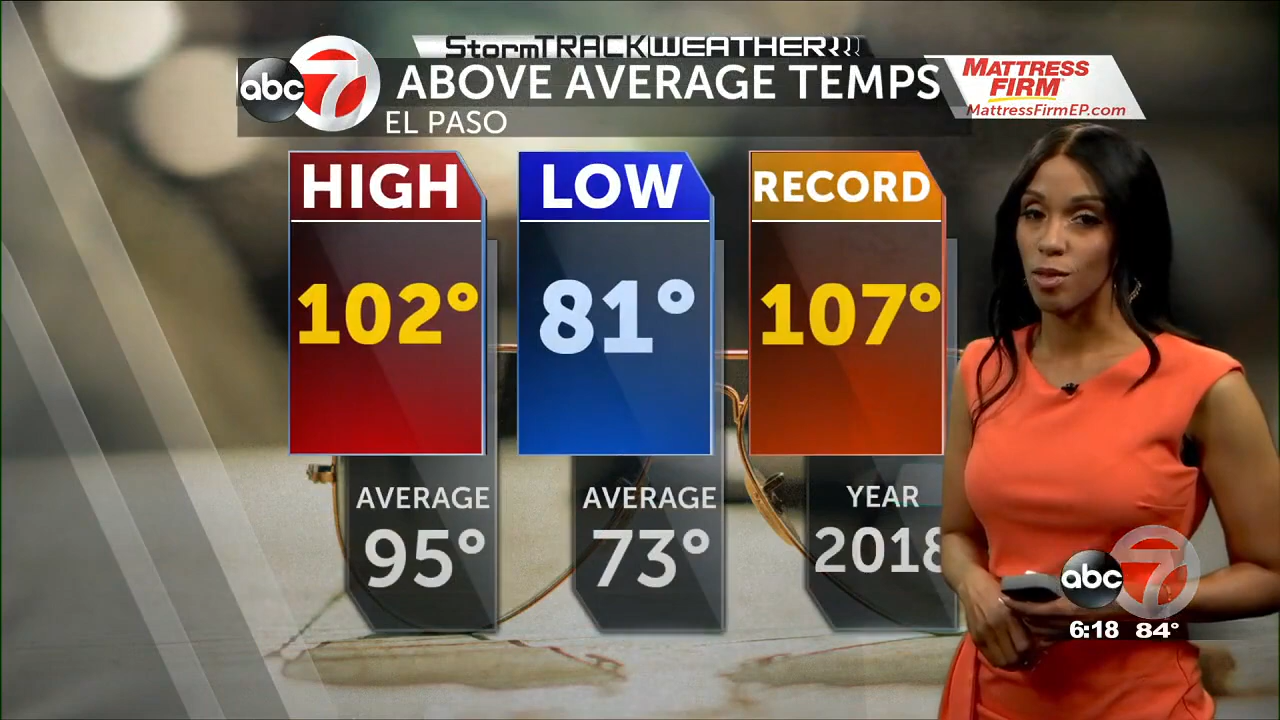 StormTRACKWEATHER
abc 7
ABOVE AVERAGE TEMPS
EL PASO
MATTRESS
FIRM
MattressFirmEP.com
HIGH
102°
AVERAGE
95°
LOW
81°
AVERAGE
73°
RECORD
107°
YEAR
2018
abc 7
6:18 84°